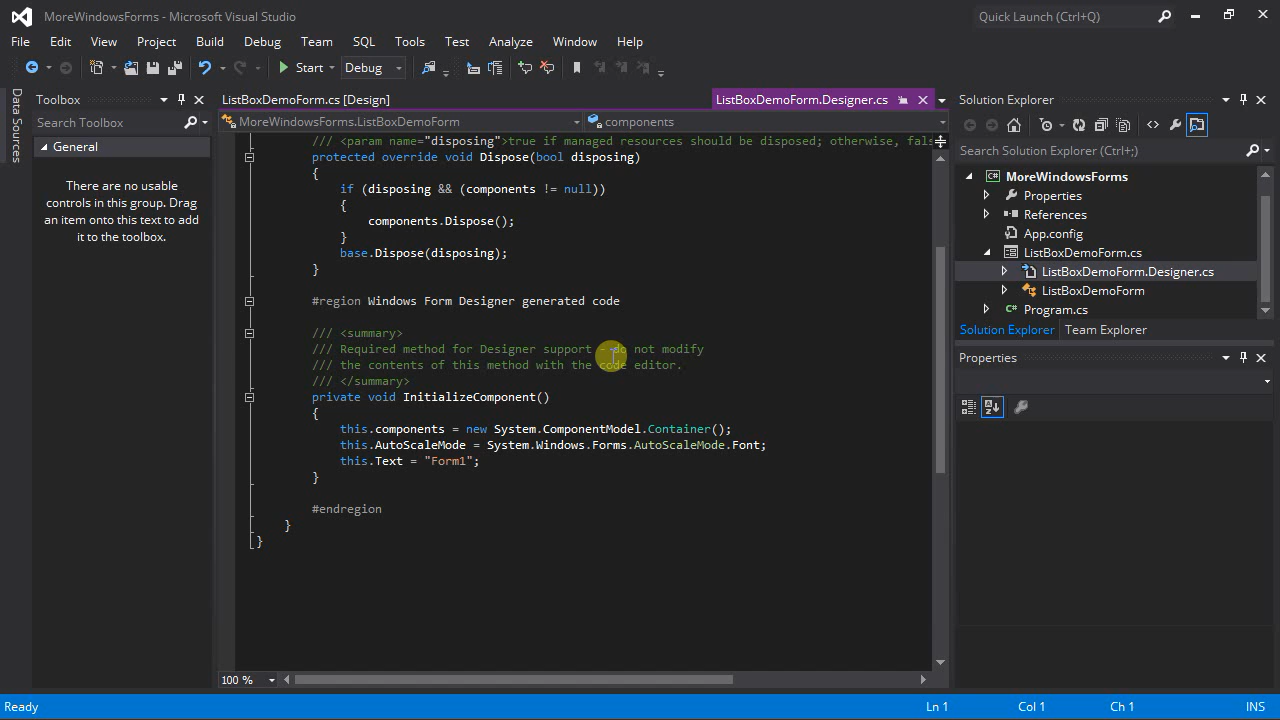 MoreWindowsForms - Microsoft Visual Studio
Quick Launch (Ctrl+Q)
File Edit View Project Build Debug Team SQL Tools Test Analyze Window Help
Start Debug
Data Sources
Toolbox
Search Toolbox
General
There are no usable
controls in this group. Drag
an item onto this text to add
it to the toolbox.
ListBoxDemoForm.cs [Design]
ListBoxDemoForm.Designer.cs
MoreWindowsForms.ListBoxDemoForm
components
/// <param name="disposing">true if managed resources should be disposed; otherwise, fals
protected override void Dispose(bool disposing)
{
if (disposing && (components != null))
{
components.Dispose();
}
base.Dispose(disposing);
}
#region Windows Form Designer generated code
/// <summary>
/// Required method for Designer support - do not modify
/// the contents of this method with the code editor.
/// </summary>
private void InitializeComponent()
{
this.components = new System.ComponentModel.Container();
this.AutoScaleMode = System.Windows.Forms.AutoScaleMode.Font;
this.Text = "Form1";
}
#endregion
}
}
100 %
Solution Explorer
Search Solution Explorer (Ctrl+;)
MoreWindowsForms
Properties
References
App.config
ListBoxDemoForm.cs
ListBoxDemoForm.Designer.cs
ListBoxDemoForm
Program.cs
Solution Explorer Team Explorer
Properties
Ready
Ln 1 Col 1 Ch 1 INS